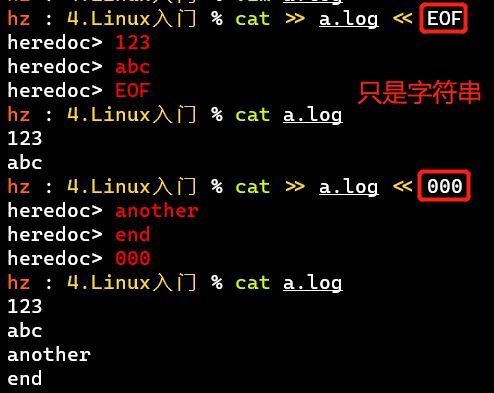 hz : 4.Linux入门 % cat >> a.log << EOF
heredoc> 123
heredoc> abc
heredoc> EOF
只是字符串
hz : 4.Linux入门 % cat a.log
123
abc
hz : 4.Linux入门 % cat >> a.log << 000
heredoc> another
heredoc> end
heredoc> 000
hz : 4.Linux入门 % cat a.log
123
abc
another
end